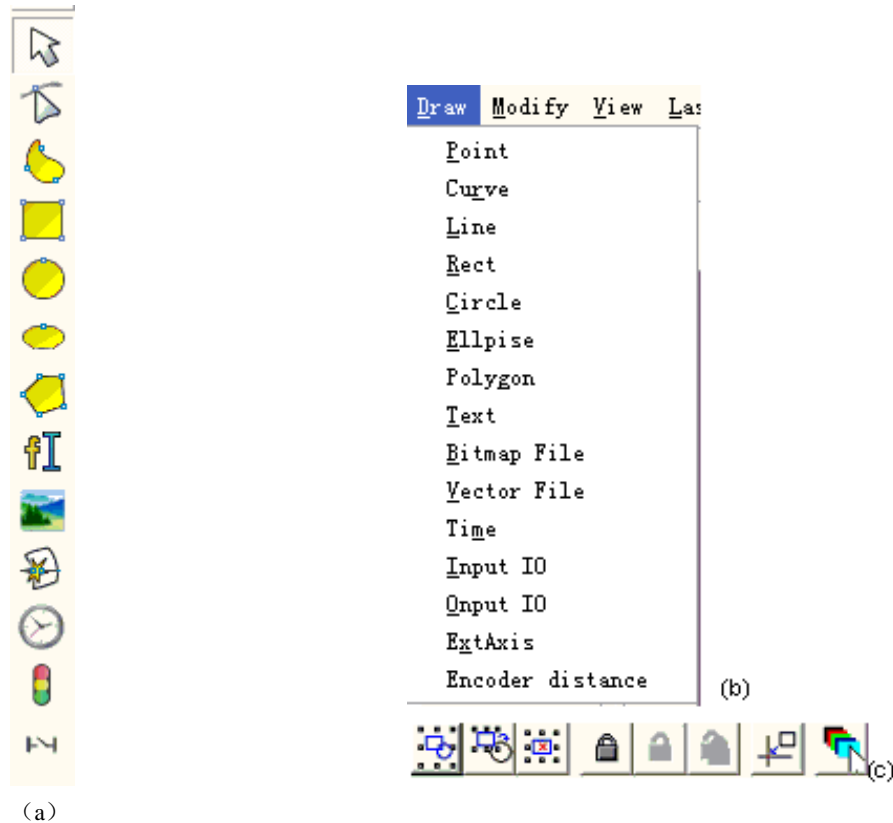 Draw Modify View Las
Point
Curve
Line
Rect
Circle
Ellpise
Polygon
Text
Bitmap File
Vector File
Time
Input IO
Onput IO
ExtAxis
Encoder distance
(b)
(c)
（a）